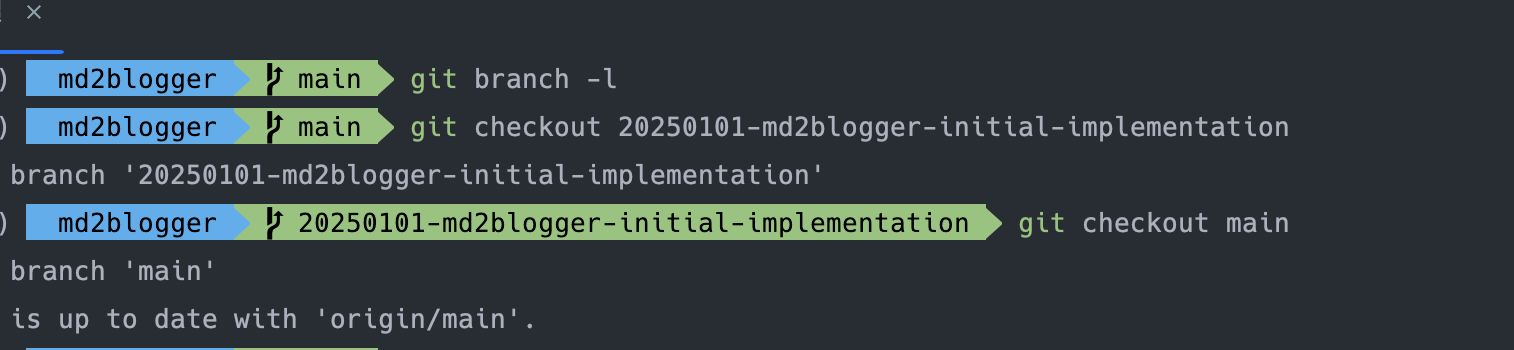 ) md2blogger main git branch -l
) md2blogger main git checkout 20250101-md2blogger-initial-implementation
branch '20250101-md2blogger-initial-implementation'
) md2blogger 20250101-md2blogger-initial-implementation git checkout main
branch 'main'
is up to date with 'origin/main'.